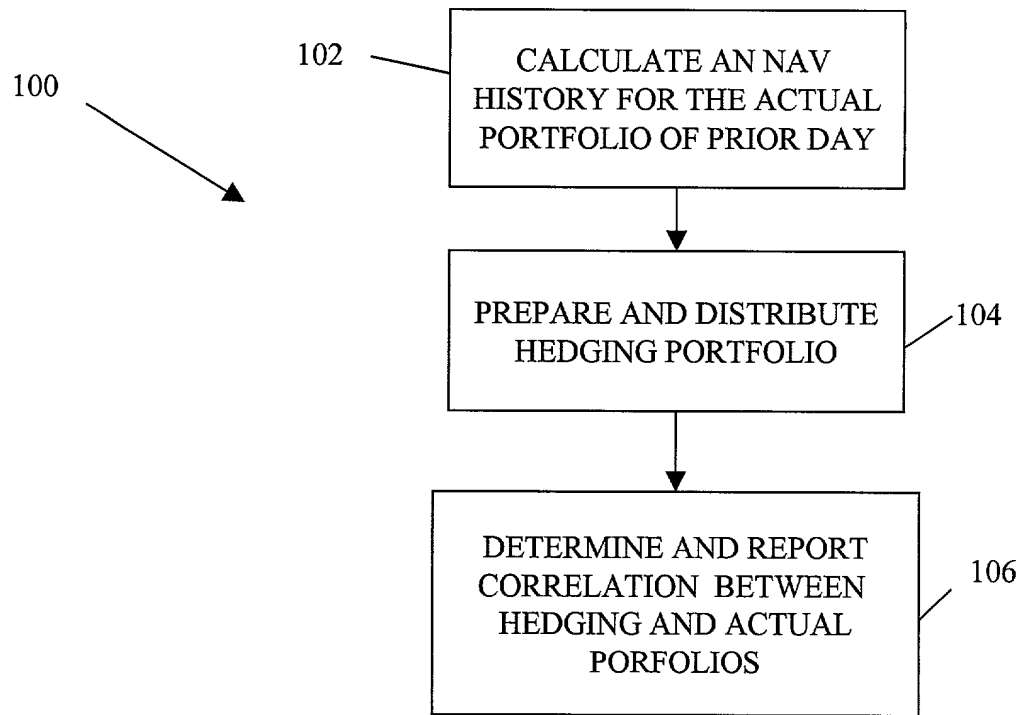 100
102
CALCULATE AN NAV
HISTORY FOR THE ACTUAL
PORTFOLIO OF PRIOR DAY
PREPARE AND DISTRIBUTE
HEDGING PORTFOLIO
104
DETERMINE AND REPORT
CORRELATION BETWEEN
HEDGING AND ACTUAL
PORFOLIOS
106